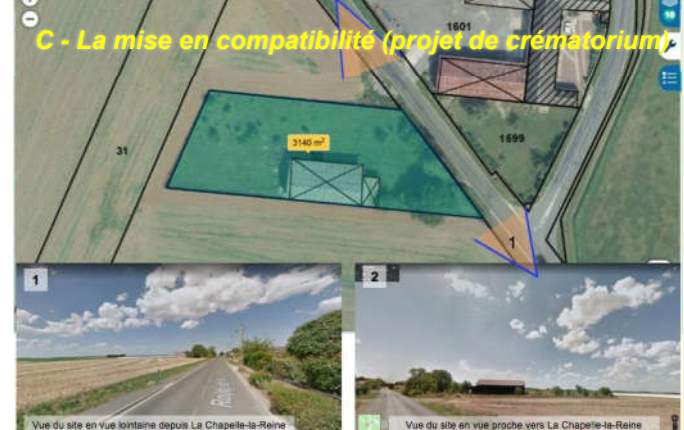 1601
C - La mise en compatibilité (projet de crématorium)
3140 m²
1599
31
1
1
2
Vue du site en vue lointaine depuis La Chapelle-la-Reine
Vue du site en vue proche vers La Chapelle-la-Reine